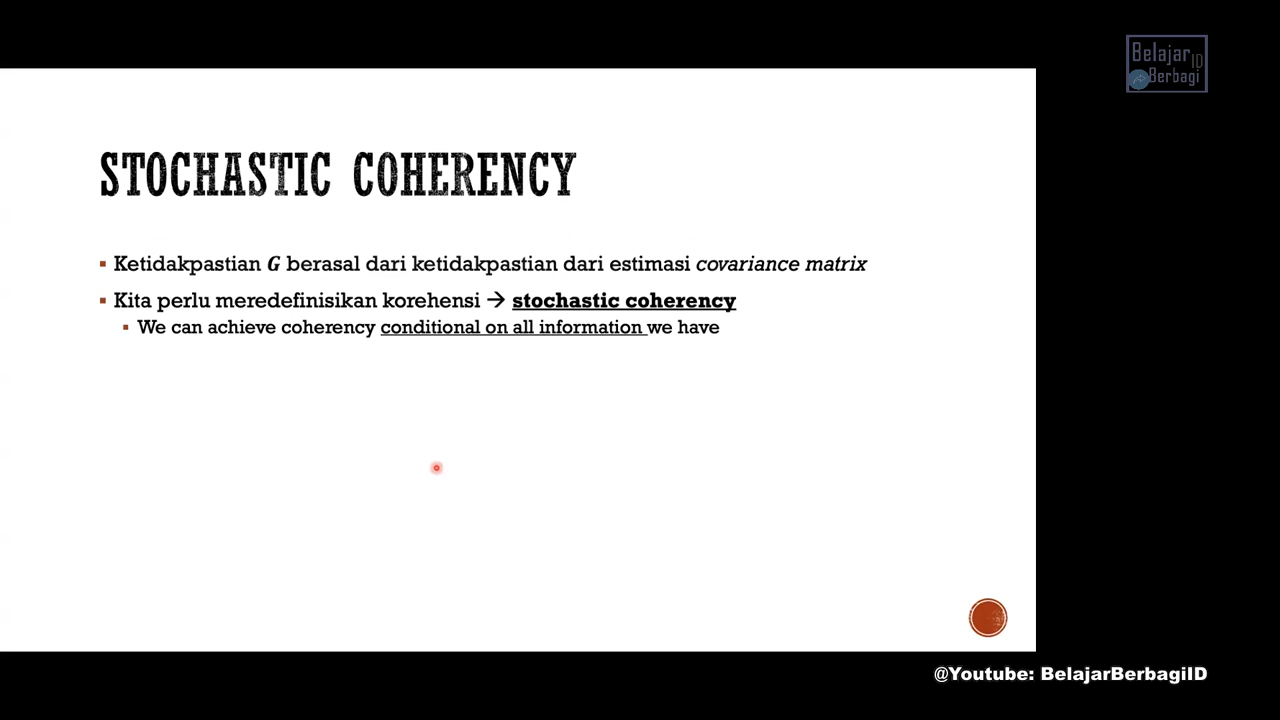 Belajar
ID
Berbagi
STOCHASTIC COHERENCY
Ketidakpastian G berasal dari ketidakpastian dari estimasi covariance matrix
Kita perlu meredefinisikan korehensi → stochastic coherency
We can achieve coherency conditional on all information we have
@Youtube: BelajarBerbagiID